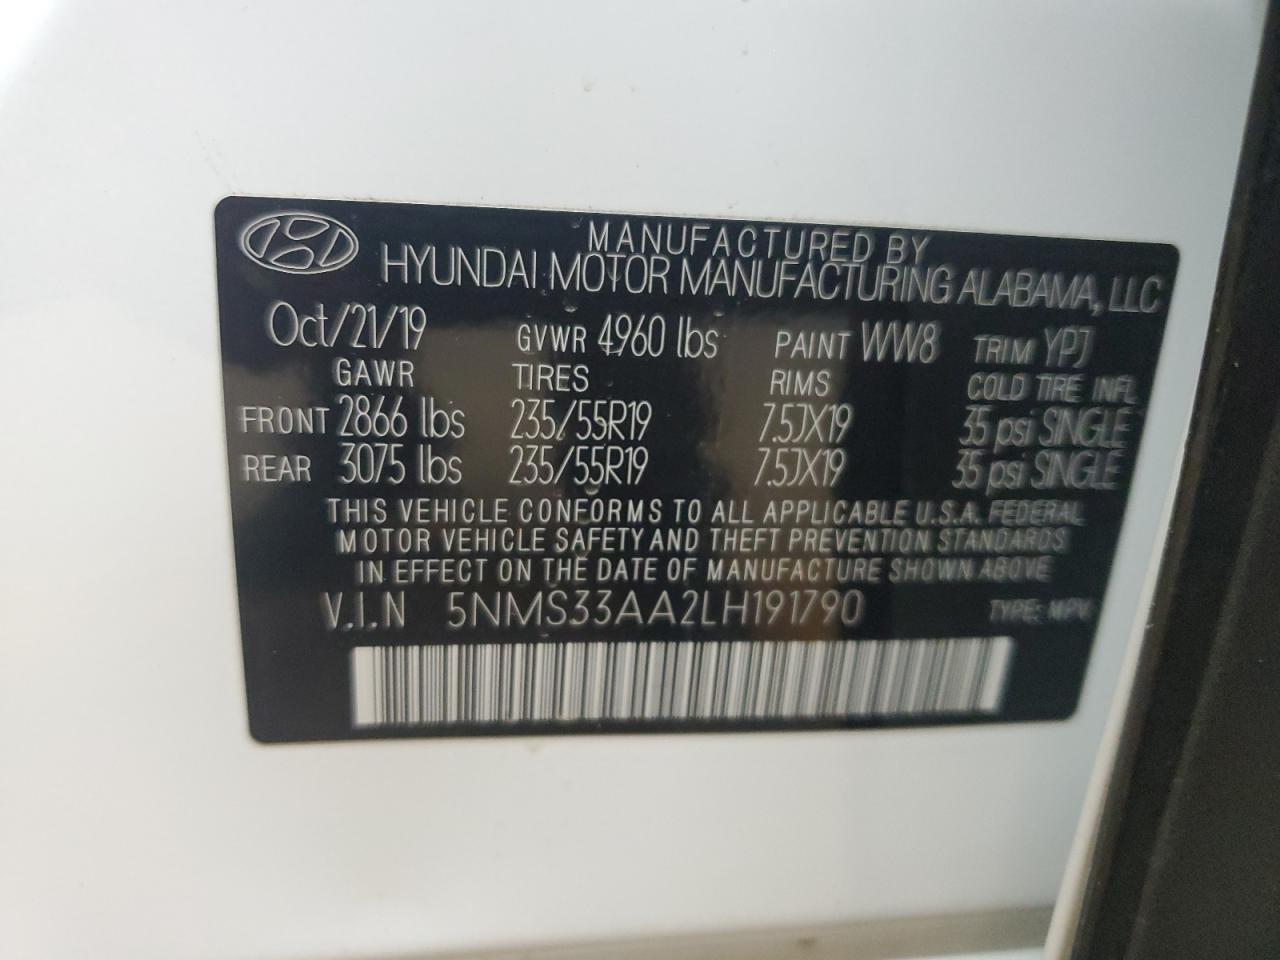 MANUFACTURED BY
HYUNDAI MOTOR MANUFACTURING ALABAMA, LLC
Oct/21/19 GVWR 4960 lbs PAINT WW8 TRIM YPJ
GAWR TIRES RIMS COLD TIRE INFL
FRONT 2866 lbs 235/55R19 7.5JX19 35 psi SINGLE
REAR 3075 lbs 235/55R19 7.5JX19 35 psi SINGLE
THIS VEHICLE CONFORMS TO ALL APPLICABLE U.S.A. FEDERAL
MOTOR VEHICLE SAFETY AND THEFT PREVENTION STANDARDS
IN EFFECT ON THE DATE OF MANUFACTURE SHOWN ABOVE
V.I.N 5NMS33AA2LH191790 TYPE: MPV